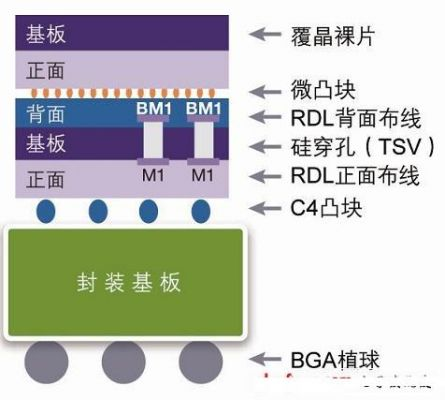 基板
覆晶裸片
正面
微凸块
背面
BM1
BM1
RDL背面布线
基板
硅穿孔（TSV）
正面
M1
M1
RDL正面布线
C4凸块
封装基板
BGA植球